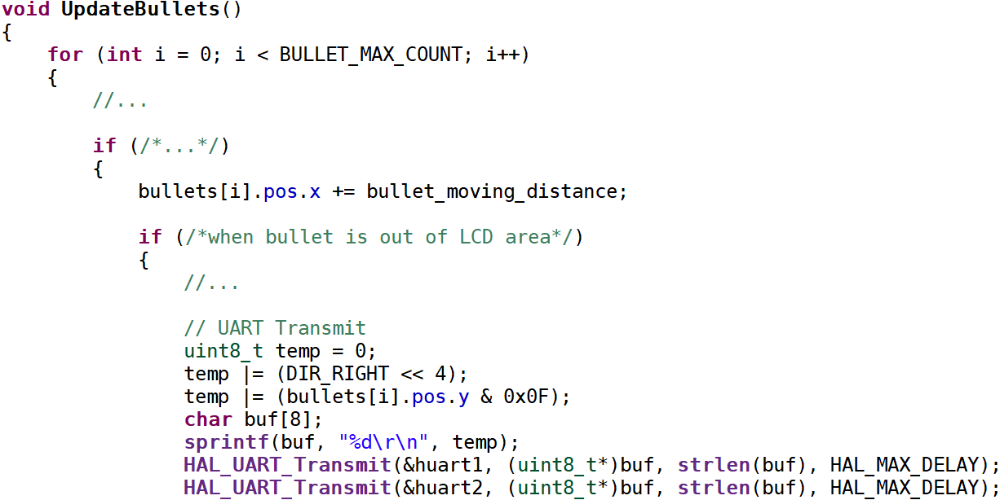 void UpdateBullets()
{
    for (int i = 0; i < BULLET_MAX_COUNT; i++)
    {
        //...

        if (/*...*/)
        {
            bullets[i].pos.x += bullet_moving_distance;

            if (/*when bullet is out of LCD area*/)
            {
                //...

                // UART Transmit
                uint8_t temp = 0;
                temp |= (DIR_RIGHT << 4);
                temp |= (bullets[i].pos.y & 0x0F);
                char buf[8];
                sprintf(buf, "%d\r\n", temp);
                HAL_UART_Transmit(&huart1, (uint8_t*)buf, strlen(buf), HAL_MAX_DELAY);
                HAL_UART_Transmit(&huart2, (uint8_t*)buf, strlen(buf), HAL_MAX_DELAY);